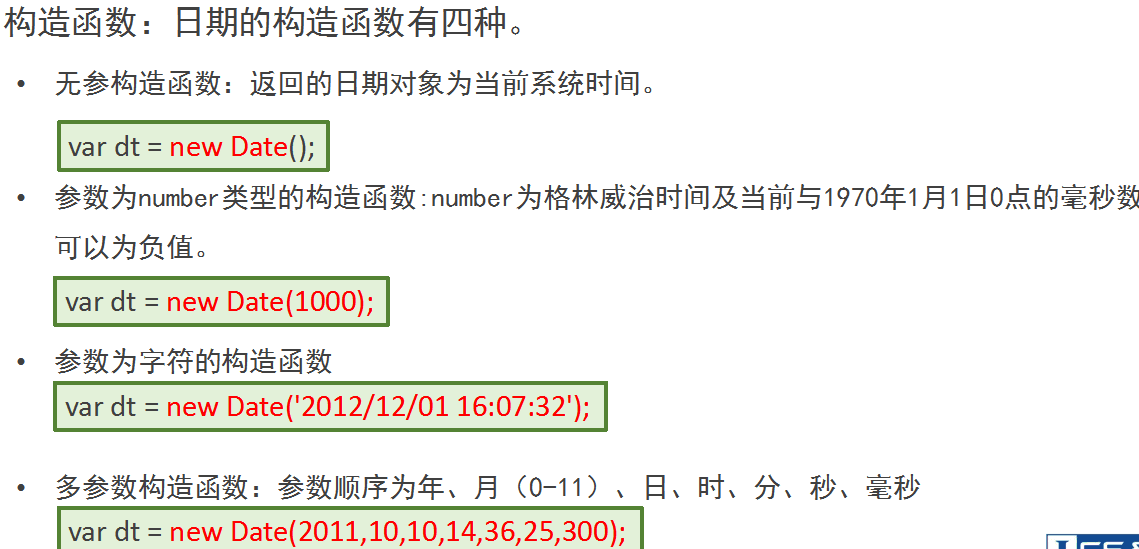 构造函数：日期的构造函数有四种。
• 无参构造函数：返回的日期对象为当前系统时间。
var dt = new Date();
• 参数为number类型的构造函数:number为格林威治时间及当前与1970年1月1日0点的毫秒数
可以为负值。
var dt = new Date(1000);
• 参数为字符的构造函数
var dt = new Date('2012/12/01 16:07:32');
• 多参数构造函数：参数顺序为年、月（0-11）、日、时、分、秒、毫秒
var dt = new Date(2011,10,10,14,36,25,300);